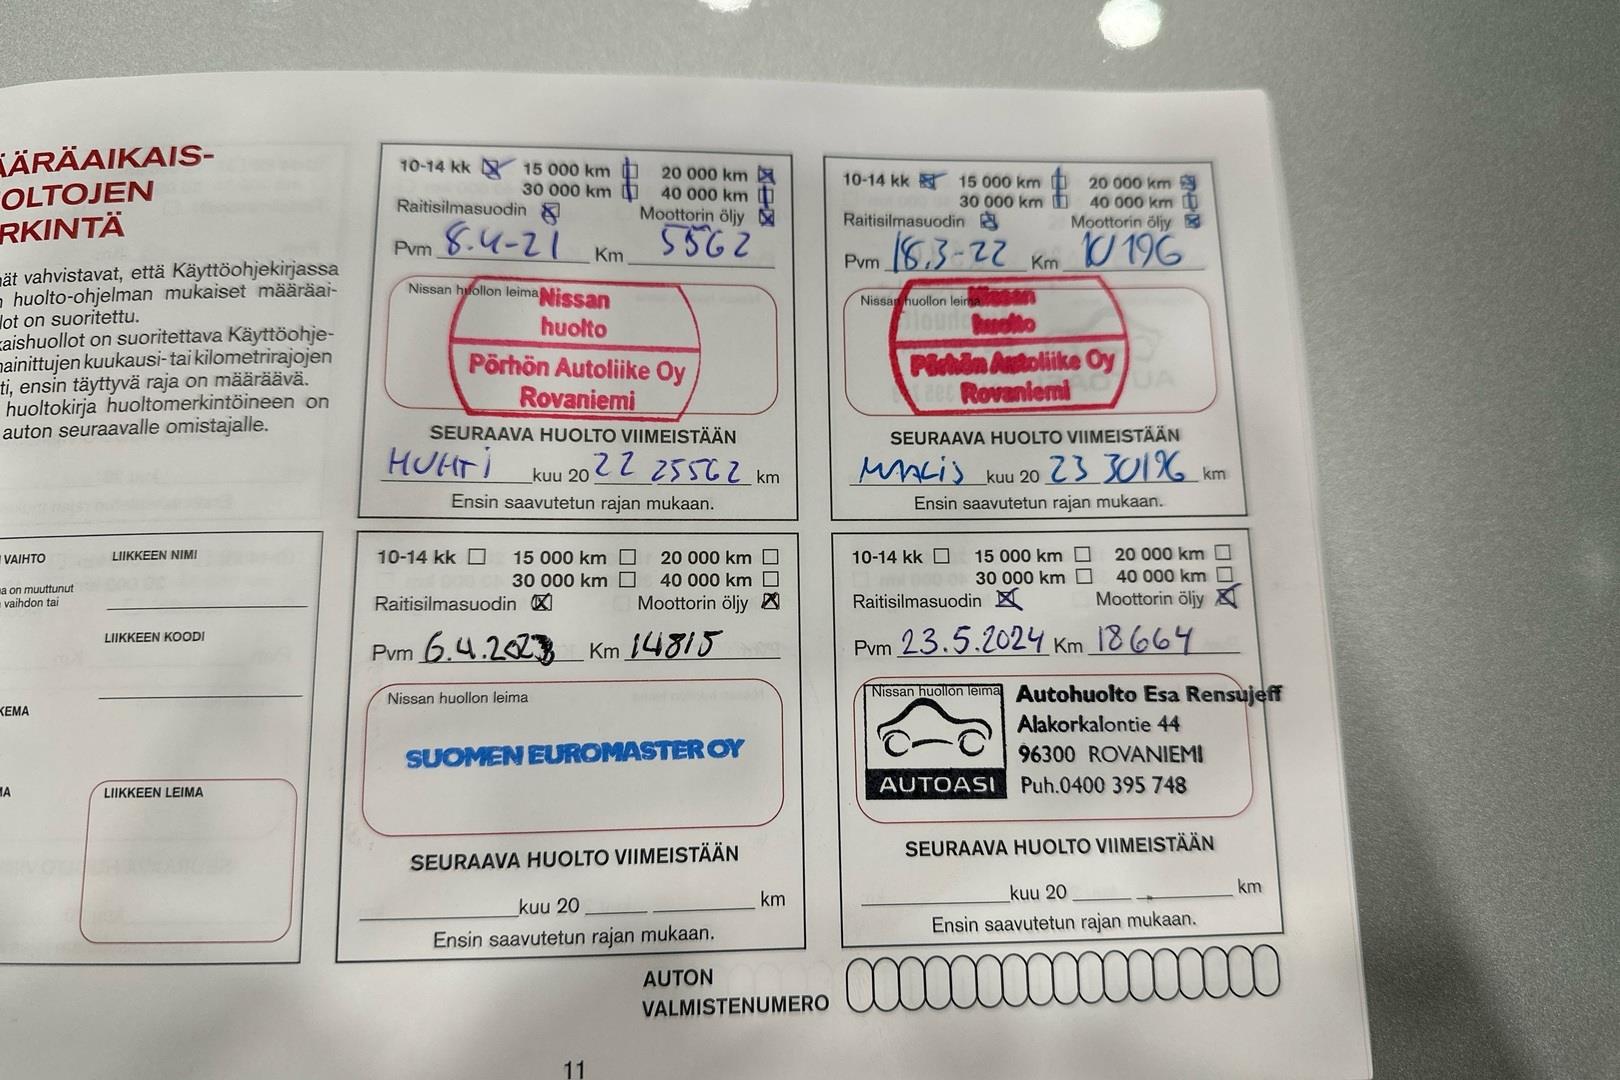 ÄÄRÄAIKAIS-
OLTOJEN
RKINTÄ
ät vahvistavat, että Käyttöohjekirjassa
huolto-ohjelman mukaiset määräai-
lot on suoritettu.
aishuollot on suoritettava Käyttöohje-
ainittujen kuukausi- tai kilometrirajojen
ti, ensin täyttyvä raja on määräävä.
huoltokirja huoltomerkintöineen on
auton seuraavalle omistajalle.
VAIHTO
LIIKKEEN NIMI
a on muuttunut
vaihdon tai
LIIKKEEN KOODI
KEMA
MA
LIIKKEEN LEIMA
10-14 kk 15 000 km 20 000 km
30 000 km 40 000 km
Raitisilmasuodin Moottorin öljy
Pvm 8.4-21 Km 5562
Nissan huollon leima
Nissan
huolto
Pörhön Autoliike Oy
Rovaniemi
SEURAAVA HUOLTO VIIMEISTÄÄN
HUHTi kuu 20 22 25562 km
Ensin saavutetun rajan mukaan.
10-14 kk 15 000 km 20 000 km
30 000 km 40 000 km
Raitisilmasuodin Moottorin öljy
Pvm 18.3-22 Km 10196
Nissan huollon leima
Nissan
huolto
Pörhön Autoliike Oy
Rovaniemi
SEURAAVA HUOLTO VIIMEISTÄÄN
MAALiS kuu 20 23 30196 km
Ensin saavutetun rajan mukaan.
10-14 kk 15 000 km 20 000 km
30 000 km 40 000 km
Raitisilmasuodin Moottorin öljy
Pvm 6.4.2023 Km 14815
Nissan huollon leima
SUOMEN EUROMASTER OY
SEURAAVA HUOLTO VIIMEISTÄÄN
kuu 20 km
Ensin saavutetun rajan mukaan.
10-14 kk 15 000 km 20 000 km
30 000 km 40 000 km
Raitisilmasuodin Moottorin öljy
Pvm 23.5.2024 Km 18664
Nissan huollon leima
AUTOASI
Autohuolto Esa Rensujeff
Alakorkalontie 44
96300 ROVANIEMI
Puh.0400 395 748
SEURAAVA HUOLTO VIIMEISTÄÄN
kuu 20 km
Ensin saavutetun rajan mukaan.
AUTON
VALMISTENUMERO
11